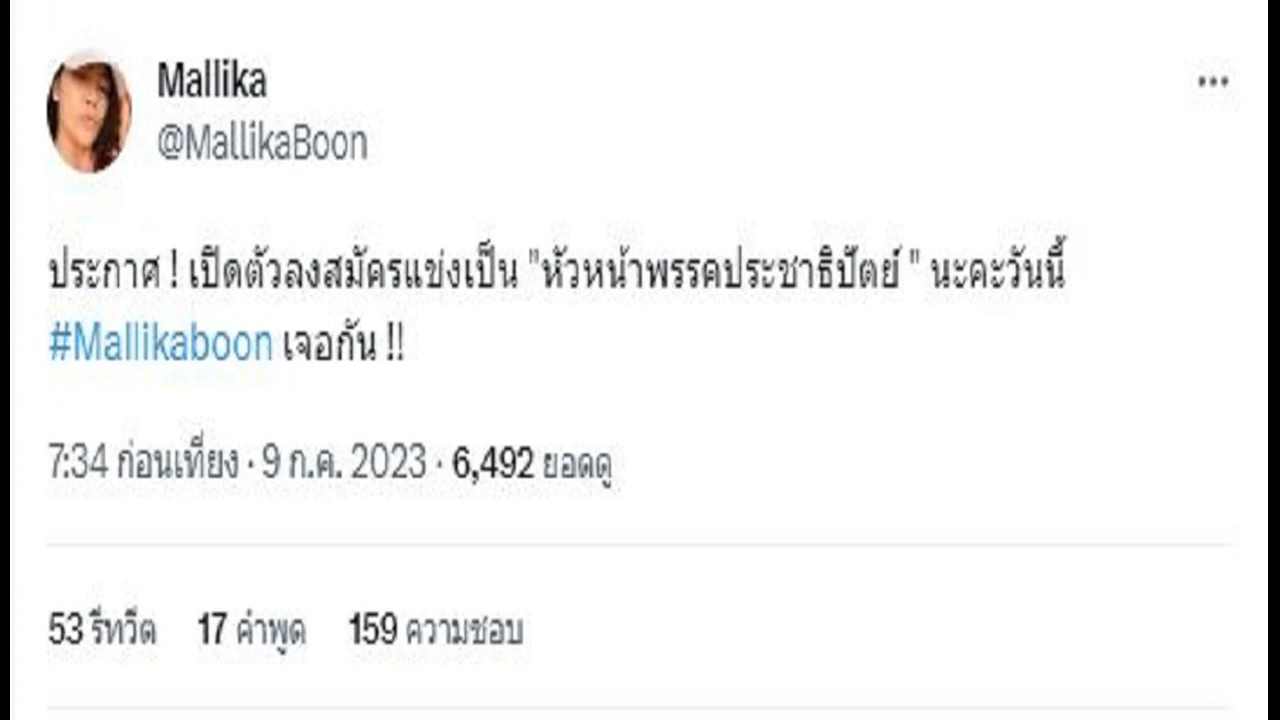 Mallika
@MallikaBoon
ประกาศ ! เปิดตัวลงสมัครแข่งเป็น "หัวหน้าพรรคประชาธิปัตย์ " นะคะวันนี้
#Mallikaboon เจอกัน !!
7:34 ก่อนเที่ยง · 9 ก.ค. 2023 · 6,492 ยอดดู
53 รีทวีต 17 คำพูด 159 ความชอบ